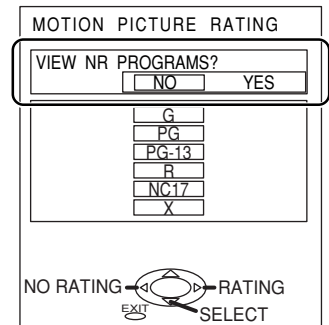 MOTION PICTURE RATING
VIEW NR PROGRAMS?
NO YES
G
PG
PG-13
R
NC17
X
NO RATING RATING
EXIT SELECT